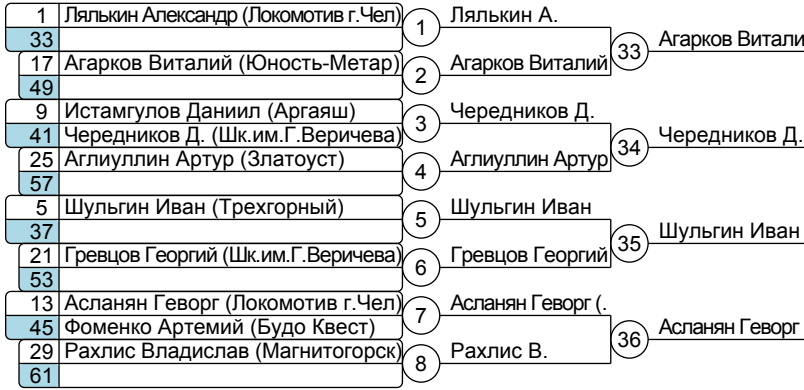 1 Лялькин Александр (Локомотив г.Чел)
33
17 Агарков Виталий (Юность-Метар)
49
9 Истамгулов Даниил (Аргаяш)
41 Чередников Д. (Шк.им.Г.Веричева)
25 Аглиуллин Артур (Златоуст)
57
5 Шульгин Иван (Трехгорный)
37
21 Гревцов Георгий (Шк.им.Г.Веричева)
53
13 Асланян Геворг (Локомотив г.Чел)
45 Фоменко Артемий (Будо Квест)
29 Рахлис Владислав (Магнитогорск)
61
1 Лялькин А.
2 Агарков Виталий
3 Чередников Д.
4 Аглиуллин Артур
5 Шульгин Иван
6 Гревцов Георгий
7 Асланян Геворг (.
8 Рахлис В.
33 Агарков Витали
34 Чередников Д.
35 Шульгин Иван
36 Асланян Геворг